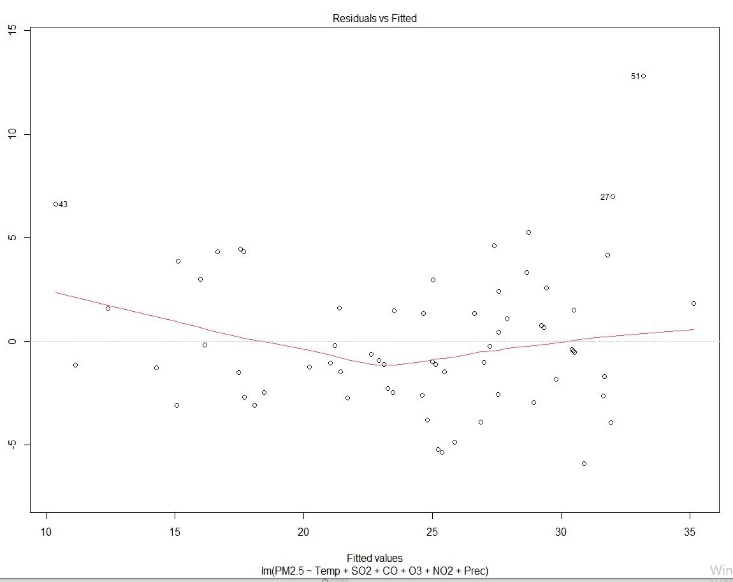 Residuals vs Fitted
15
10
5
0
-5
51
27
43
10 15 20 25 30 35
Fitted values
lm(PM2.5 ~ Temp + SO2 + CO + O3 + NO2 + Prec)
Win